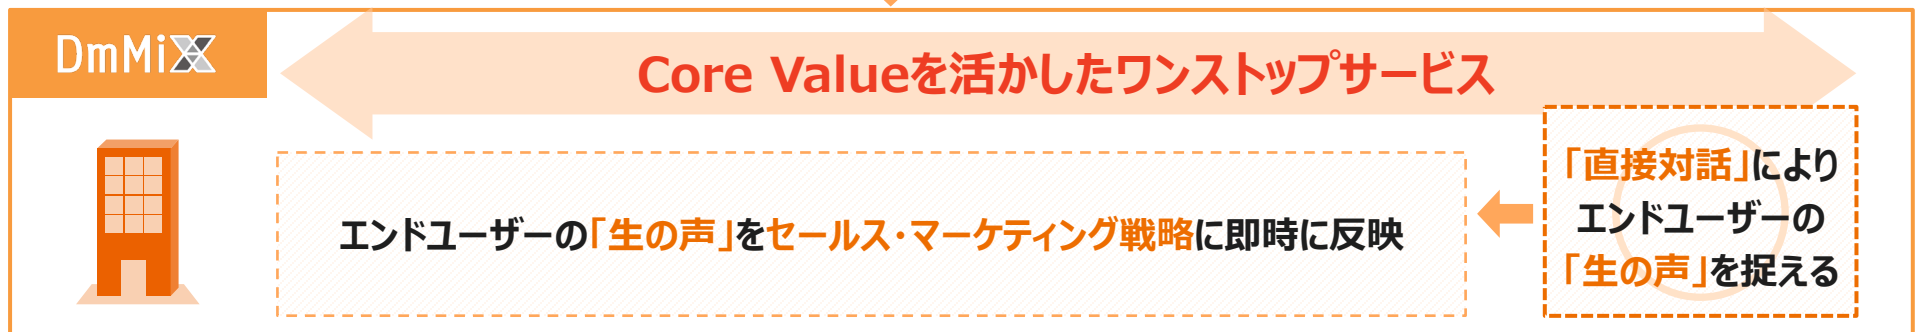 DmMiX
Core Valueを活かしたワンストップサービス
エンドユーザーの「生の声」をセールス・マーケティング戦略に即時に反映
「直接対話」により
エンドユーザーの
「生の声」を捉える